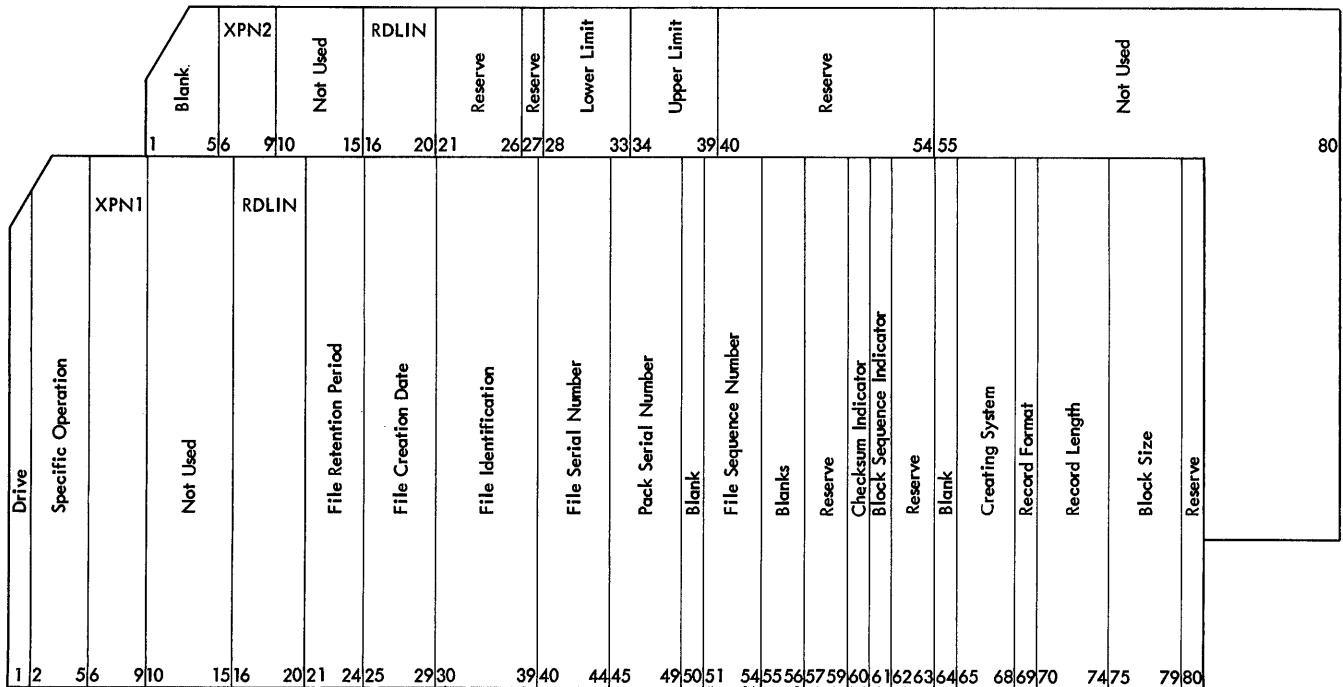 XPN2 RDLIN
Blank. Not Used Reserve Reserve Lower Limit Upper Limit Reserve Not Used
1 5 6 9 10 15 16 20 21 26 27 28 33 34 39 40 54 55 80
XPN1 RDLIN
Drive Specific Operation Not Used File Retention Period File Creation Date File Identification File Serial Number Pack Serial Number Blank File Sequence Number Blanks Reserve Checksum Indicator Block Sequence Indicator Reserve Blank Creating System Record Format Record Length Block Size Reserve
1 2 5 6 9 10 15 16 20 21 24 25 29 30 39 40 44 45 49 50 51 54 55 56 57 59 60 61 62 63 64 65 68 69 70 74 75 79 80